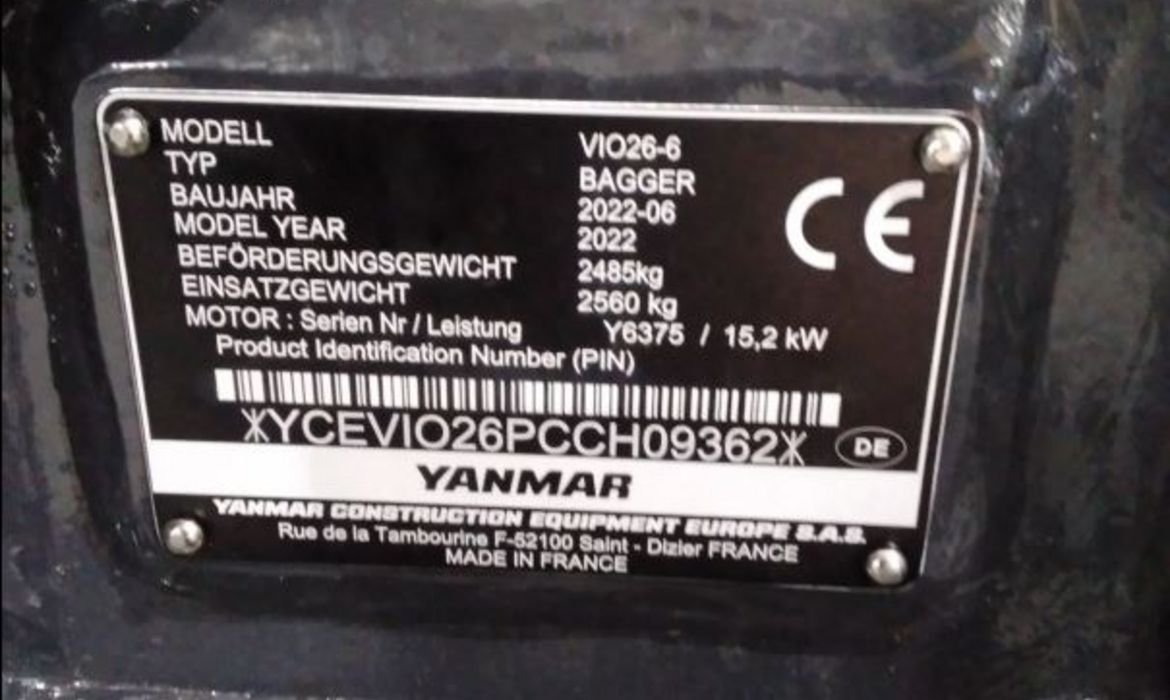 MODELL VIO26-6
TYP BAGGER
BAUJAHR 2022-06
MODEL YEAR 2022
BEFÖRDERUNGSGEWICHT 2485kg
EINSATZGEWICHT 2560 kg
MOTOR : Serien Nr / Leistung Y6375 / 15,2 kW
Product Identification Number (PIN)
*YCEVIO26PCCH09362*
DE
CE
YANMAR
YANMAR CONSTRUCTION EQUIPMENT EUROPE S.A.S.
Rue de la Tambourine F-52100 Saint - Dizier FRANCE
MADE IN FRANCE